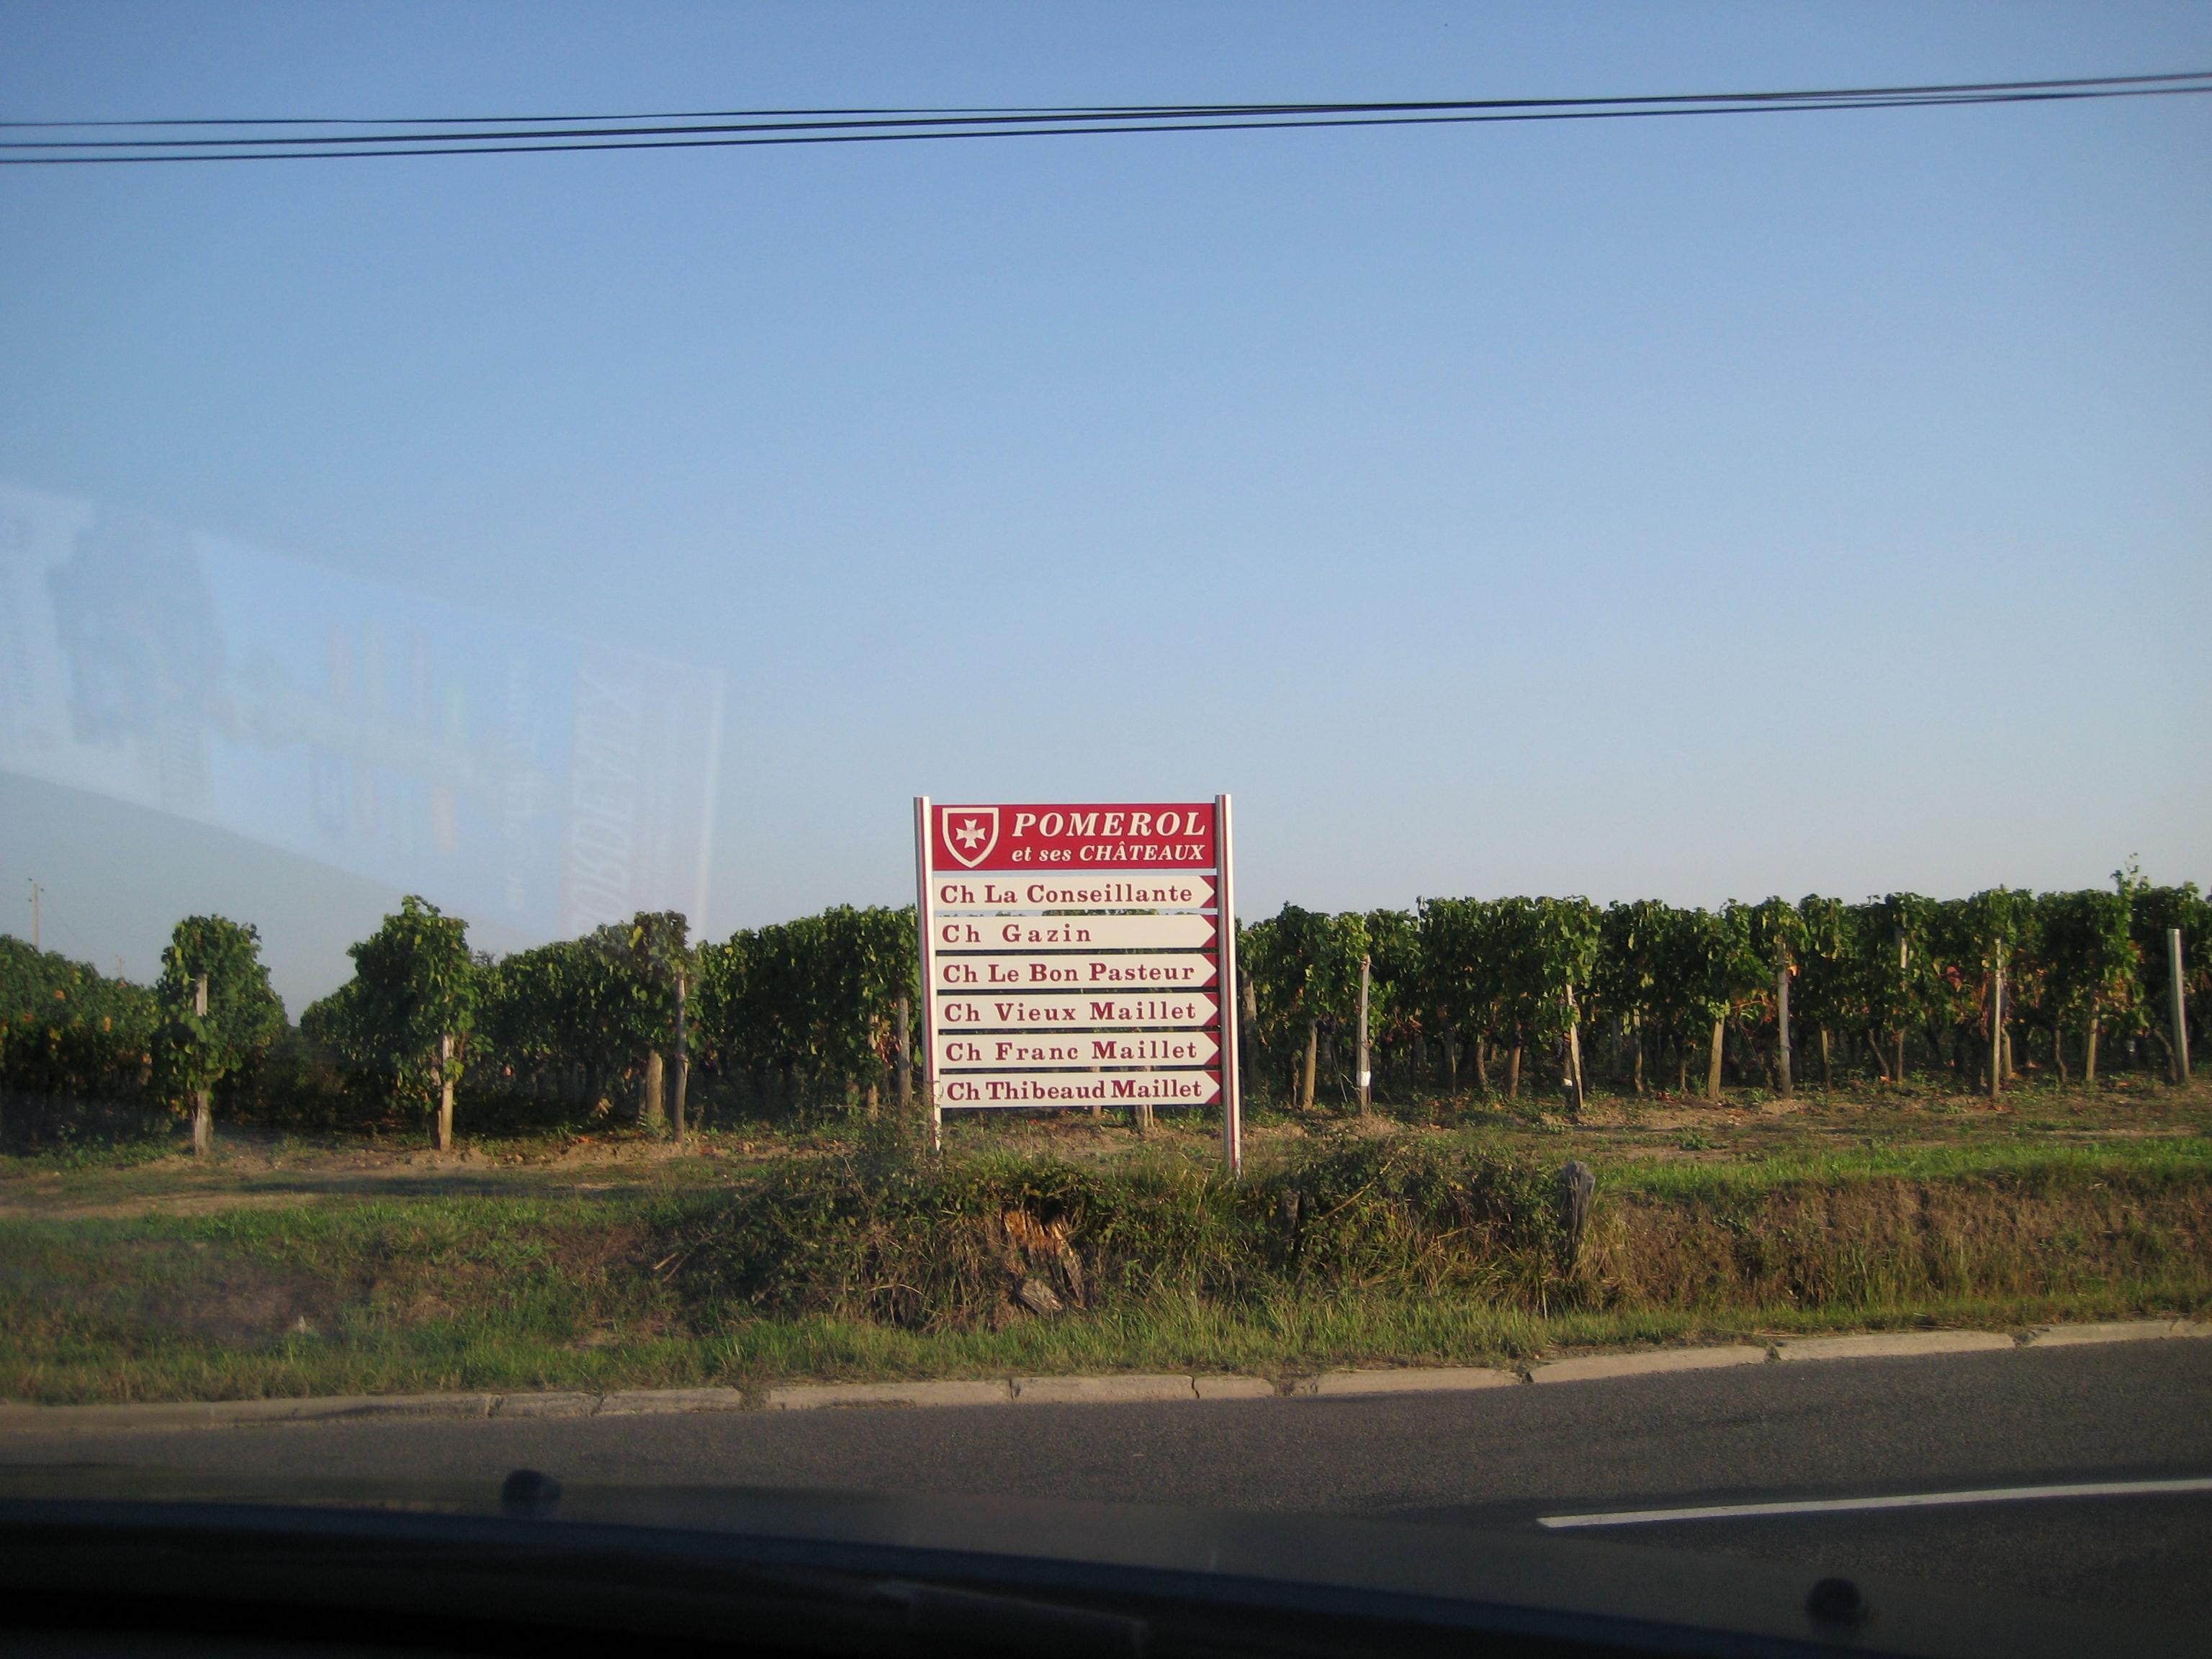 POMEROL
et ses CHÂTEAUX
Ch La Conseillante
Ch Gazin
Ch Le Bon Pasteur
Ch Vieux Maillet
Ch Franc Maillet
Ch Thibeaud Maillet